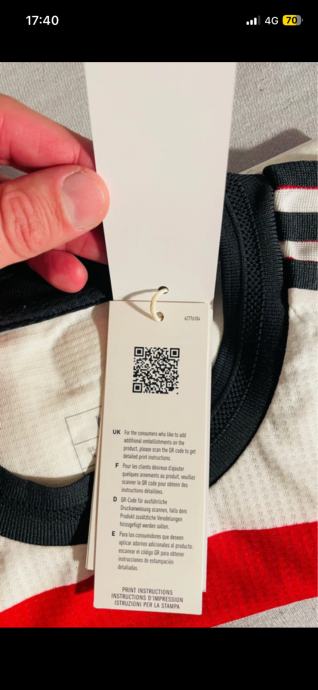 17:40
4G
70
UK For the consumers who like to add
additional embellishments on the
product, please scan the QR code to get
detailed print instructions.
F Pour les clients désireux d'ajouter
quelques ornements au produit, veuillez
scanner le QR code pour obtenir des
instructions détaillées.
D QR-Code für ausführliche
Druckanweisung scannen, falls dem
Produkt zusätzliche Veredelungen
hinzugefügt werden sollen.
E Para los consumidores que deseen
aplicar adornos adicionales al producto:
escanear el código QR para obtener
instrucciones de estampación
detalladas.
PRINT INSTRUCTIONS
INSTRUCTIONS D'IMPRESSION
ISTRUZIONI PER LA STAMPA